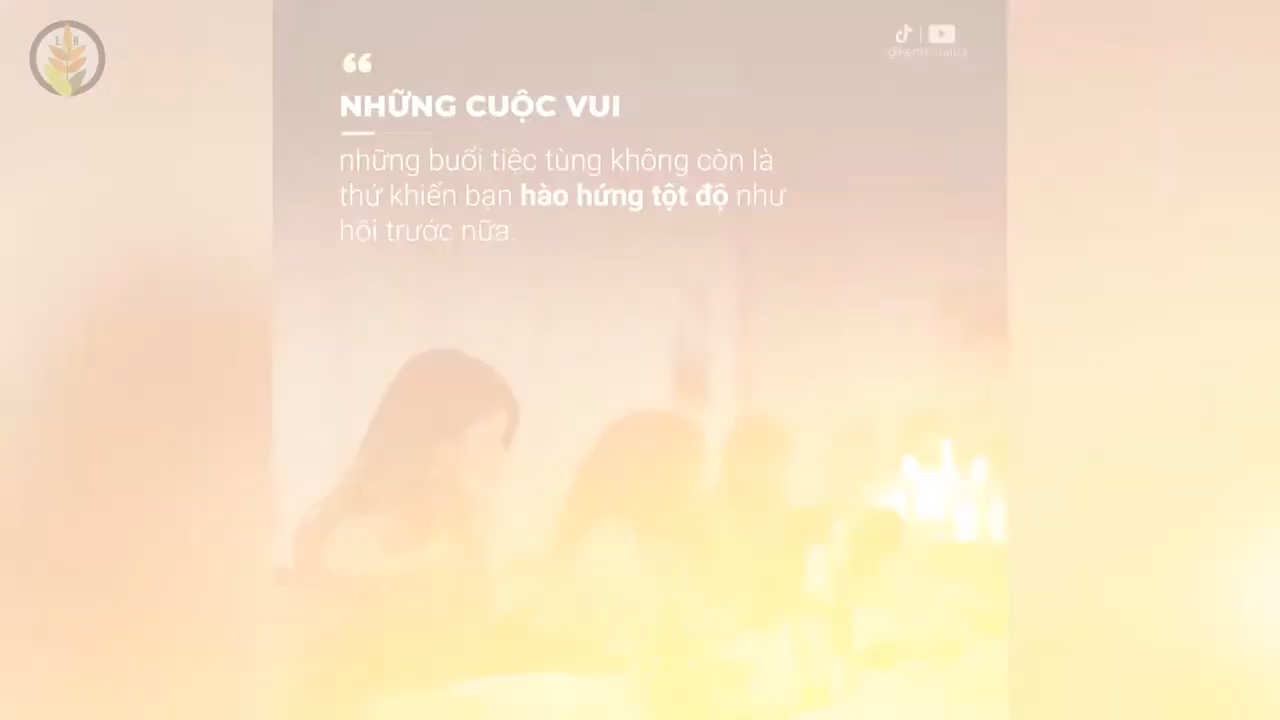 NHỮNG CUỘC VUI
những buổi tiệc tùng không còn là
thứ khiến bạn hào hứng tột độ như
hồi trước nữa.